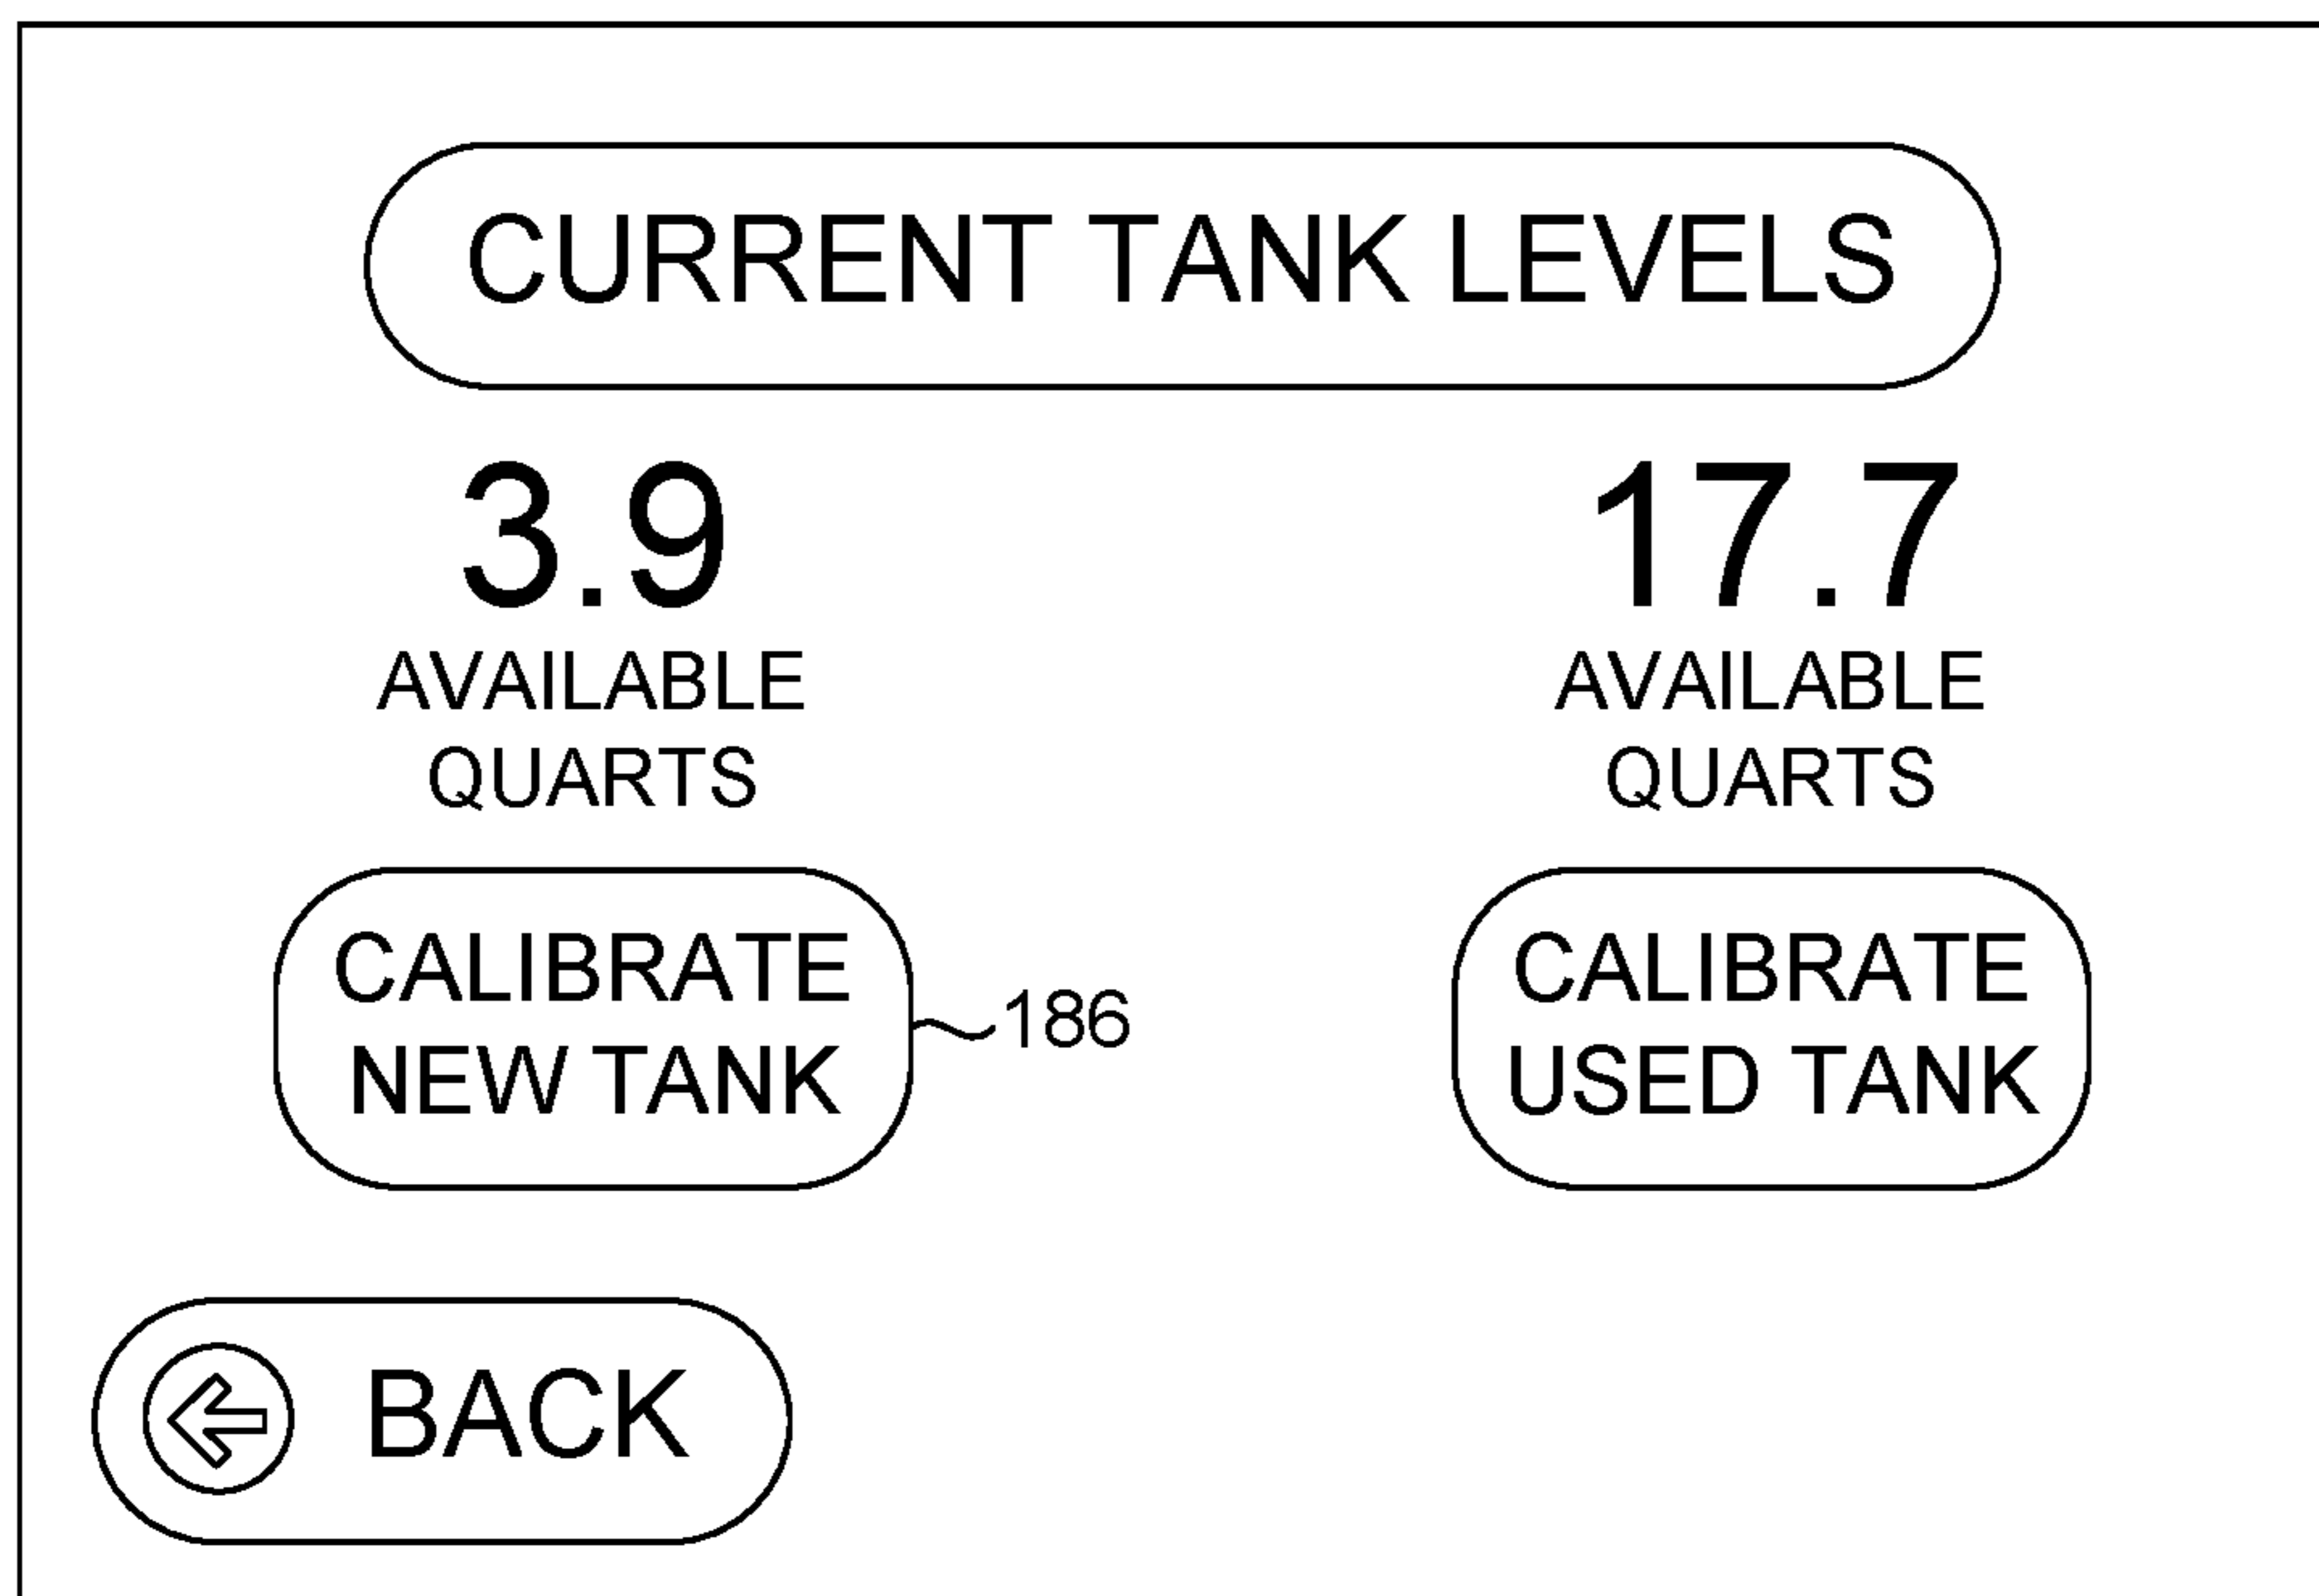 CURRENT TANK LEVELS
3.9
AVAILABLE
QUARTS
17.7
AVAILABLE
QUARTS
CALIBRATE
NEW TANK
186
CALIBRATE
USED TANK
BACK